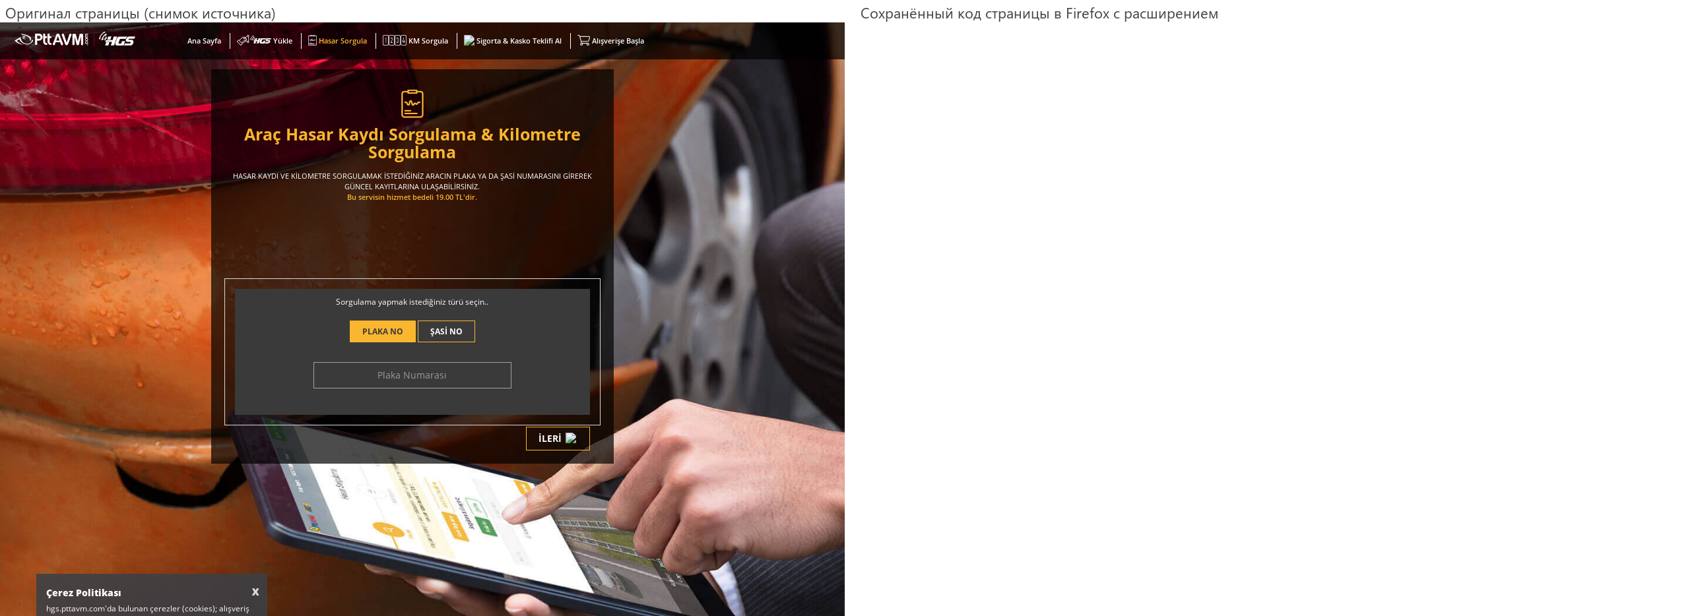 Оригинал страницы (снимок источника)
Сохранённый код страницы в Firefox с расширением
PttAVM.com HGS
Ana Sayfa
HGS Yükle
Hasar Sorgula
1234 KM Sorgula
Sigorta & Kasko Teklifi Al
Alışverişe Başla
Araç Hasar Kaydı Sorgulama & Kilometre
Sorgulama
HASAR KAYDI VE KİLOMETRE SORGULAMAK İSTEDİĞİNİZ ARACIN PLAKA YA DA ŞASİ NUMARASINI GİREREK
GÜNCEL KAYITLARINA ULAŞABİLİRSİNİZ.
Bu servisin hizmet bedeli 19.00 TL'dir.
Sorgulama yapmak istediğiniz türü seçin..
PLAKA NO
ŞASİ NO
Plaka Numarası
İLERİ
Çerez Politikası
X
hgs.pttavm.com'da bulunan çerezler (cookies); alışveriş